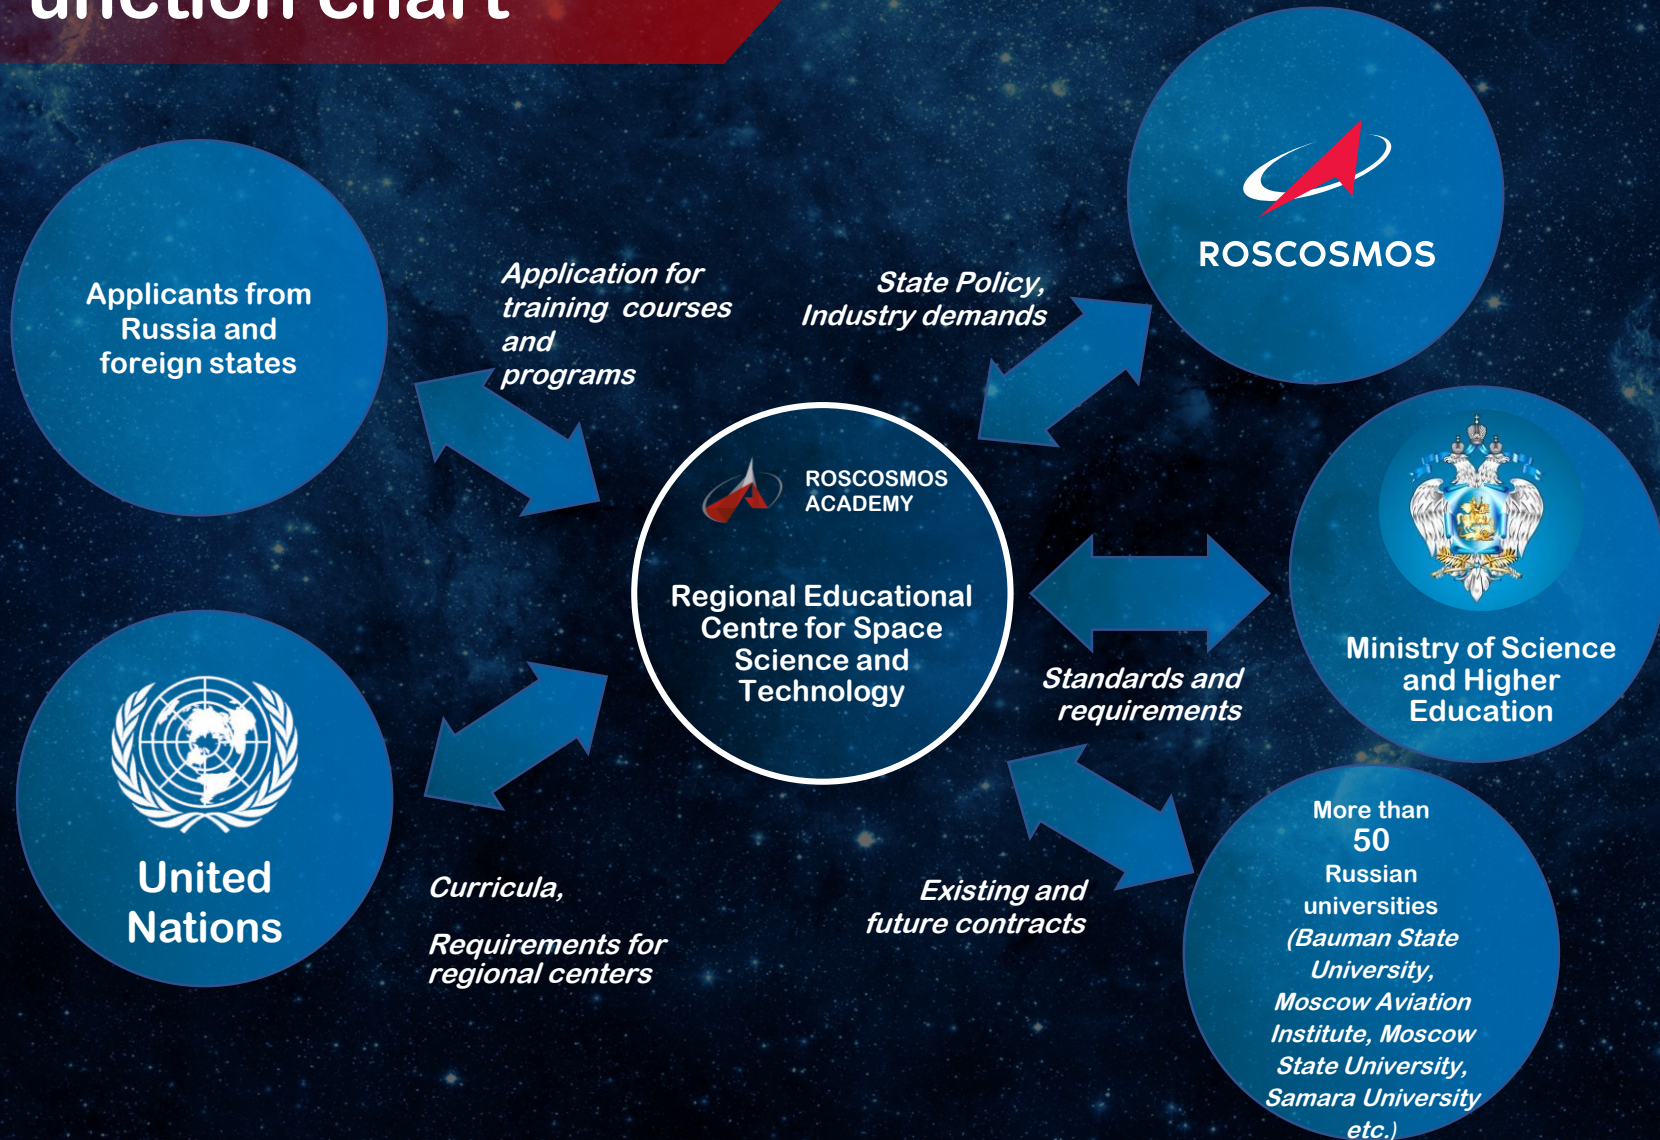 unction chart
Applicants from
Russia and
foreign states
Application for
training courses
and
programs
State Policy,
Industry demands
ROSCOSMOS
ROSCOSMOS
ACADEMY
Regional Educational
Centre for Space
Science and
Technology
Ministry of Science
and Higher
Education
Standards and
requirements
United
Nations
Curricula,
Requirements for
regional centers
Existing and
future contracts
More than
50
Russian
universities
(Bauman State
University,
Moscow Aviation
Institute, Moscow
State University,
Samara University
etc.)